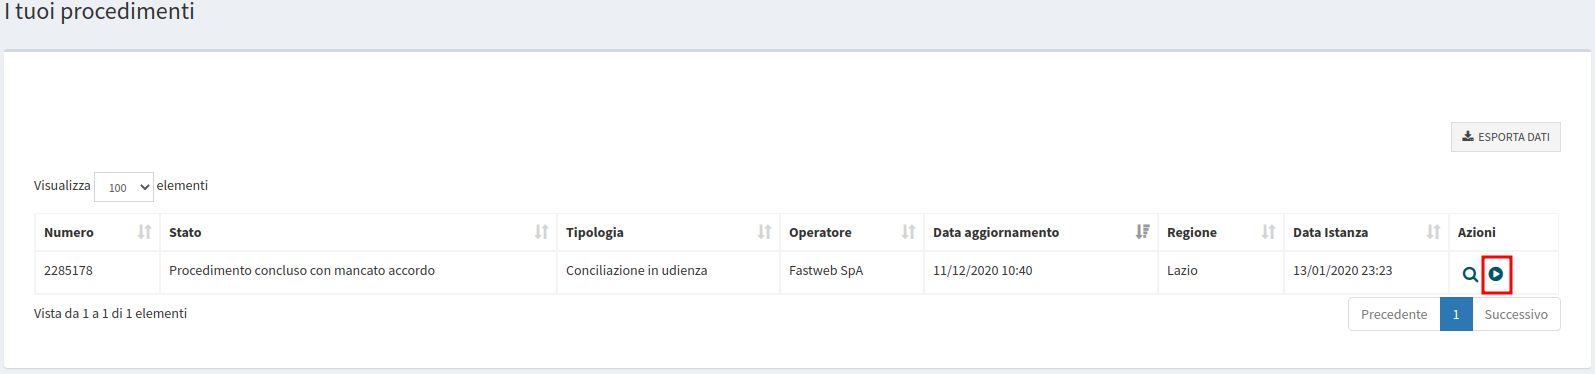 I tuoi procedimenti
ESPORTA DATI
Visualizza 100 elementi
Numero Stato Tipologia Operatore Data aggiornamento Regione Data Istanza Azioni
2285178 Procedimento concluso con mancato accordo Conciliazione in udienza Fastweb SpA 11/12/2020 10:40 Lazio 13/01/2020 23:23
Vista da 1 a 1 di 1 elementi
Precedente 1 Successivo